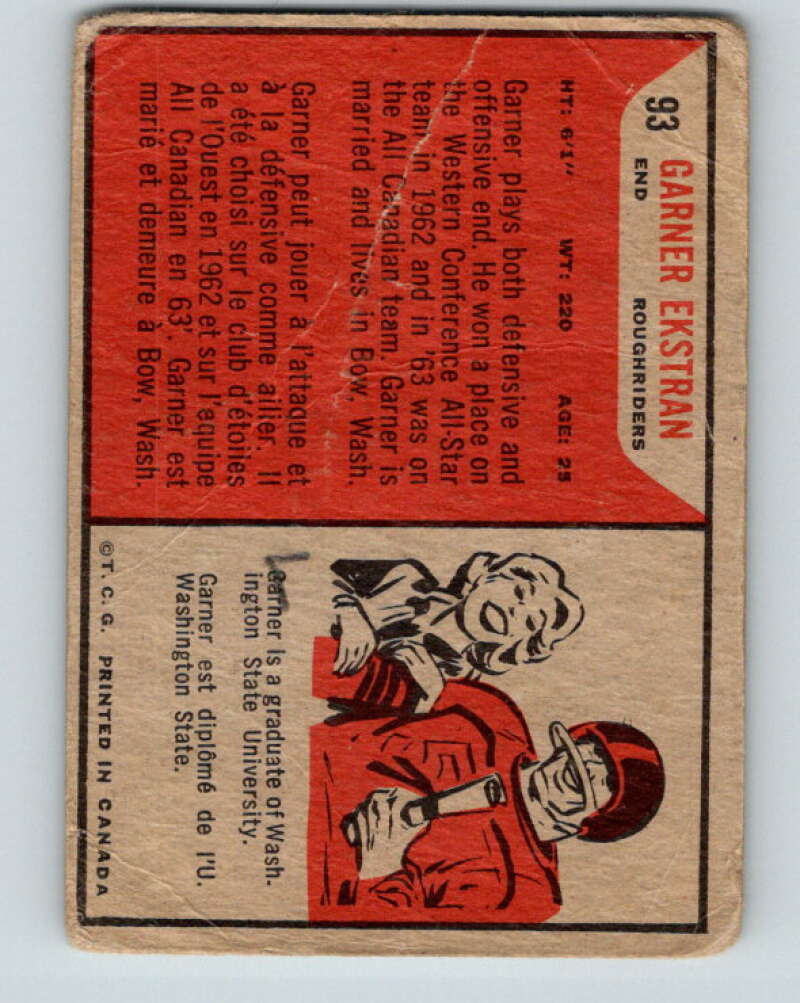 93 GARNER EKSTRAN
END ROUGHRIDERS
HT: 6'1" WT: 220 AGE: 25
Garner plays both defensive and
offensive end. He won a place on
the Western Conference All-Star
team in 1962 and in '63 was on
the All Canadian team. Garner is
married and lives in Bow, Wash.
Garner peut jouer à l'attaque et
à la défensive comme ailier. Il
a été choisi sur le club d'étoiles
de l'Ouest en 1962 et sur l'equipe
All Canadian en 63'. Garner est
marié et demeure à Bow, Wash.
Garner is a graduate of Wash-
ington State University.
Garner est diplômé de l'U.
Washington State.
©T.C.G. PRINTED IN CANADA